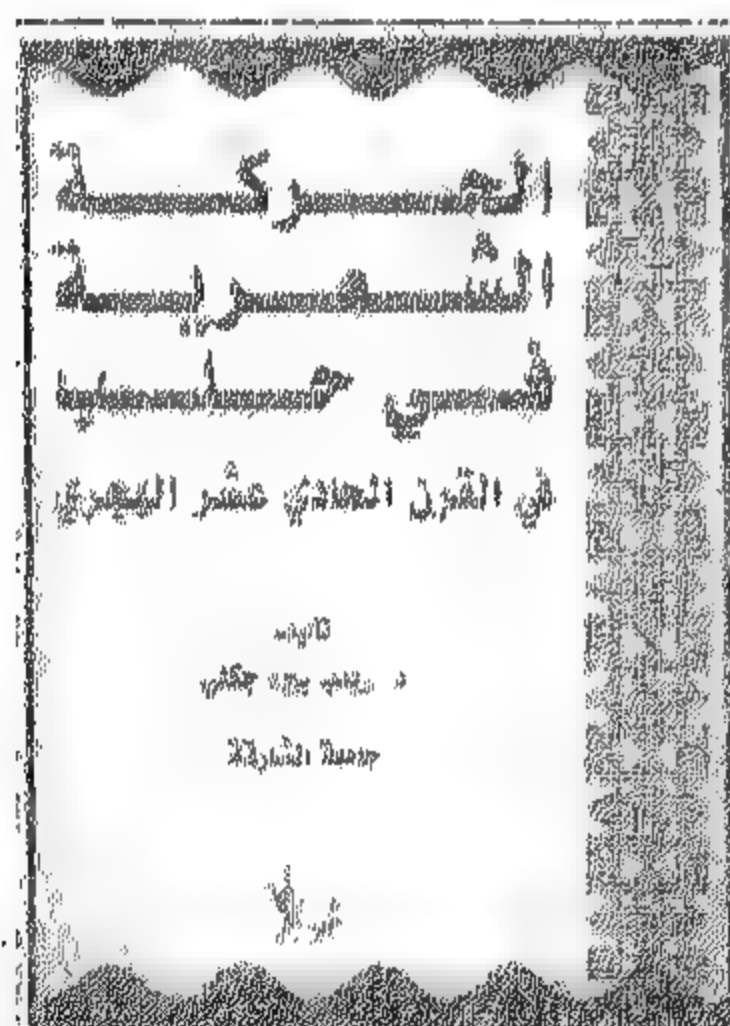 الحركة
الشعرية
في حلب
في القرن الحادي عشر الهجري
تأليف
د.
جامعة الشارقة